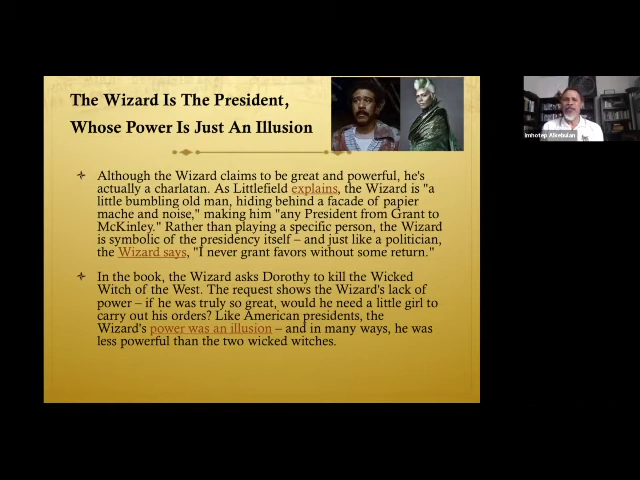 The Wizard Is The President,
Whose Power Is Just An Illusion
Although the Wizard claims to be great and powerful, he's
actually a charlatan. As Littlefield explains, the Wizard is "a
little bumbling old man, hiding behind a facade of papier
mache and noise," making him "any President from Grant to
McKinley." Rather than playing a specific person, the Wizard
is symbolic of the presidency itself – and just like a politician,
the Wizard says, "I never grant favors without some return."
In the book, the Wizard asks Dorothy to kill the Wicked
Witch of the West. The request shows the Wizard's lack of
power – if he was truly so great, would he need a little girl to
carry out his orders? Like American presidents, the
Wizard's power was an illusion – and in many ways, he was
less powerful than the two wicked witches.
Imhotep Alkebulan